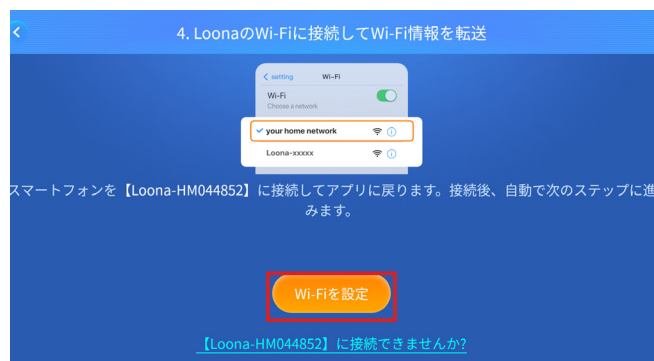 4. LoonaのWi-Fiに接続してWi-Fi情報を転送
setting Wi-Fi
Wi-Fi
Choose a network
your home network
Loona-xxxxx
スマートフォンを【Loona-HM044852】に接続してアプリに戻ります。接続後、自動で次のステップに進
みます。
Wi-Fiを設定
【Loona-HM044852】に接続できませんか?